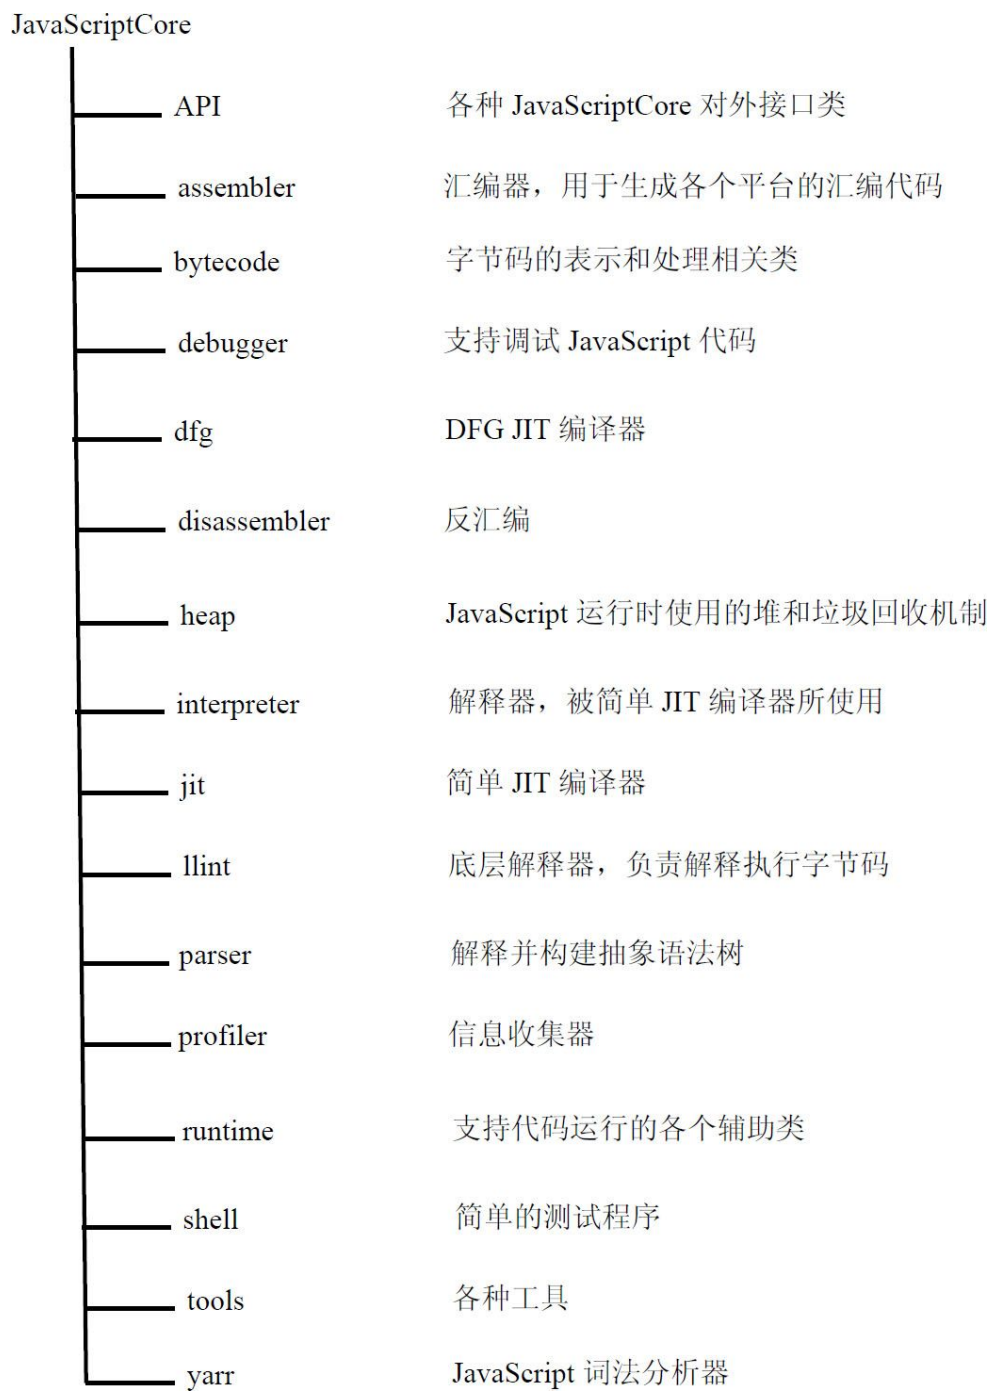 JavaScriptCore
API 各种 JavaScriptCore 对外接口类
assembler 汇编器，用于生成各个平台的汇编代码
bytecode 字节码的表示和处理相关类
debugger 支持调试 JavaScript 代码
dfg DFG JIT 编译器
disassembler 反汇编
heap JavaScript 运行时使用的堆和垃圾回收机制
interpreter 解释器，被简单 JIT 编译器所使用
jit 简单 JIT 编译器
llint 底层解释器，负责解释执行字节码
parser 解释并构建抽象语法树
profiler 信息收集器
runtime 支持代码运行的各个辅助类
shell 简单的测试程序
tools 各种工具
yarr JavaScript 词法分析器